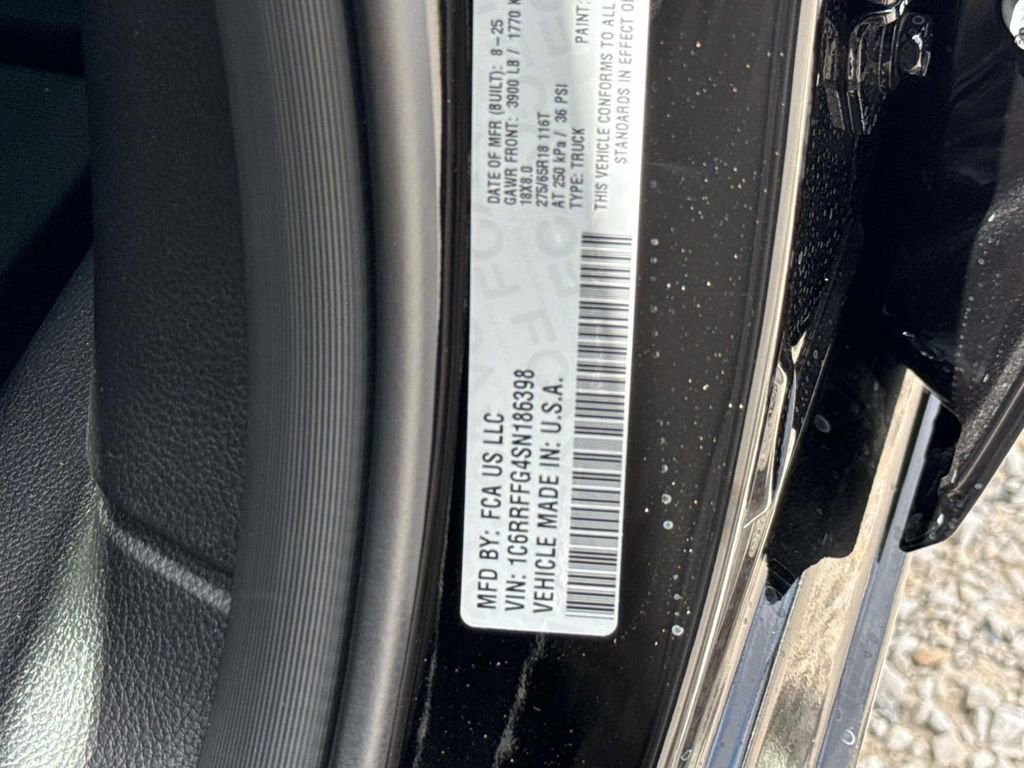 MFD BY: FCA US LLC
DATE OF MFR (BUILT): 8-25
GAWR FRONT: 3900 LB / 1770 K
18X8.0
275/65R18 116T
AT 250 kPa / 36 PSI
TYPE: TRUCK
PAINT:
VIN: 1C6RRFFG4SN186398
VEHICLE MADE IN: U.S.A.
THIS VEHICLE CONFORMS TO ALL
STANDARDS IN EFFECT O